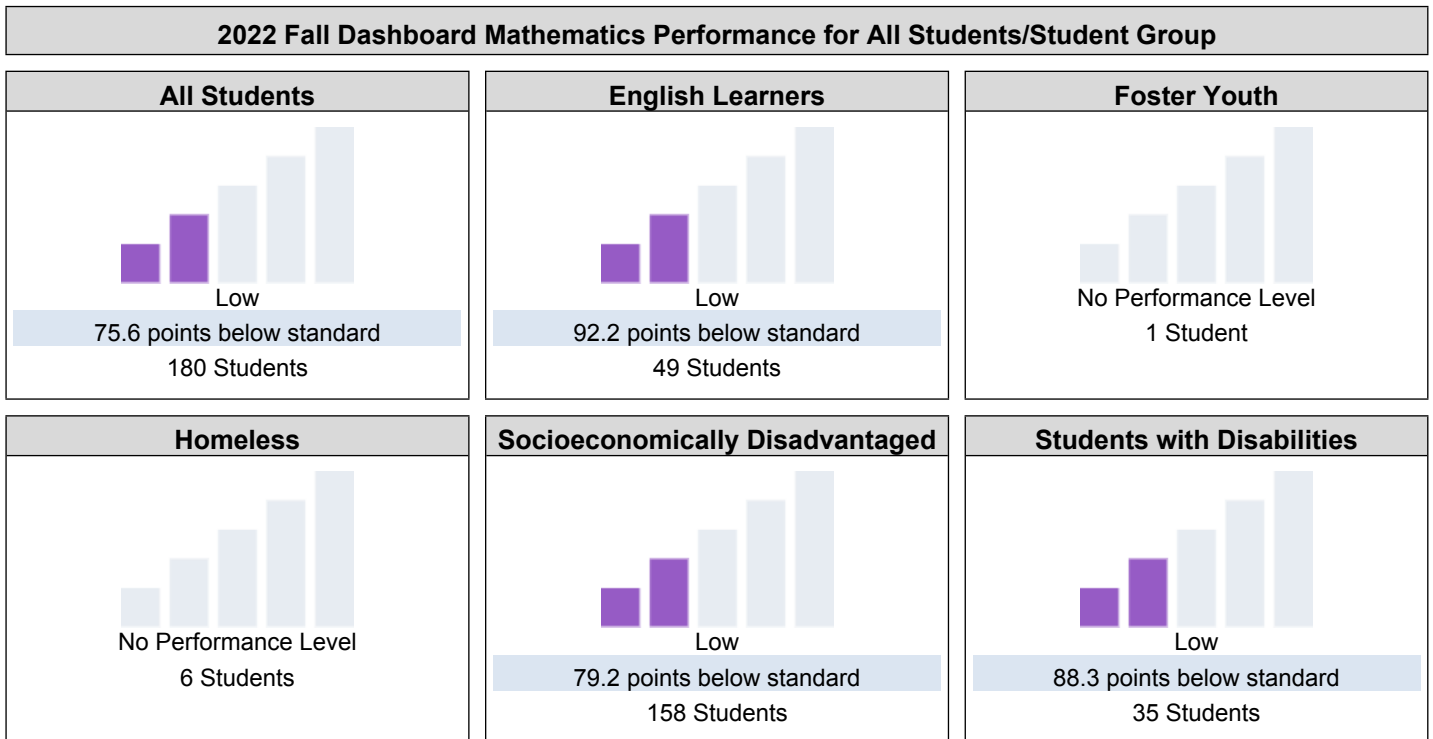 2022 Fall Dashboard Mathematics Performance for All Students/Student Group
All Students
Low
75.6 points below standard
180 Students
English Learners
Low
92.2 points below standard
49 Students
Foster Youth
No Performance Level
1 Student
Homeless
No Performance Level
6 Students
Socioeconomically Disadvantaged
Low
79.2 points below standard
158 Students
Students with Disabilities
Low
88.3 points below standard
35 Students